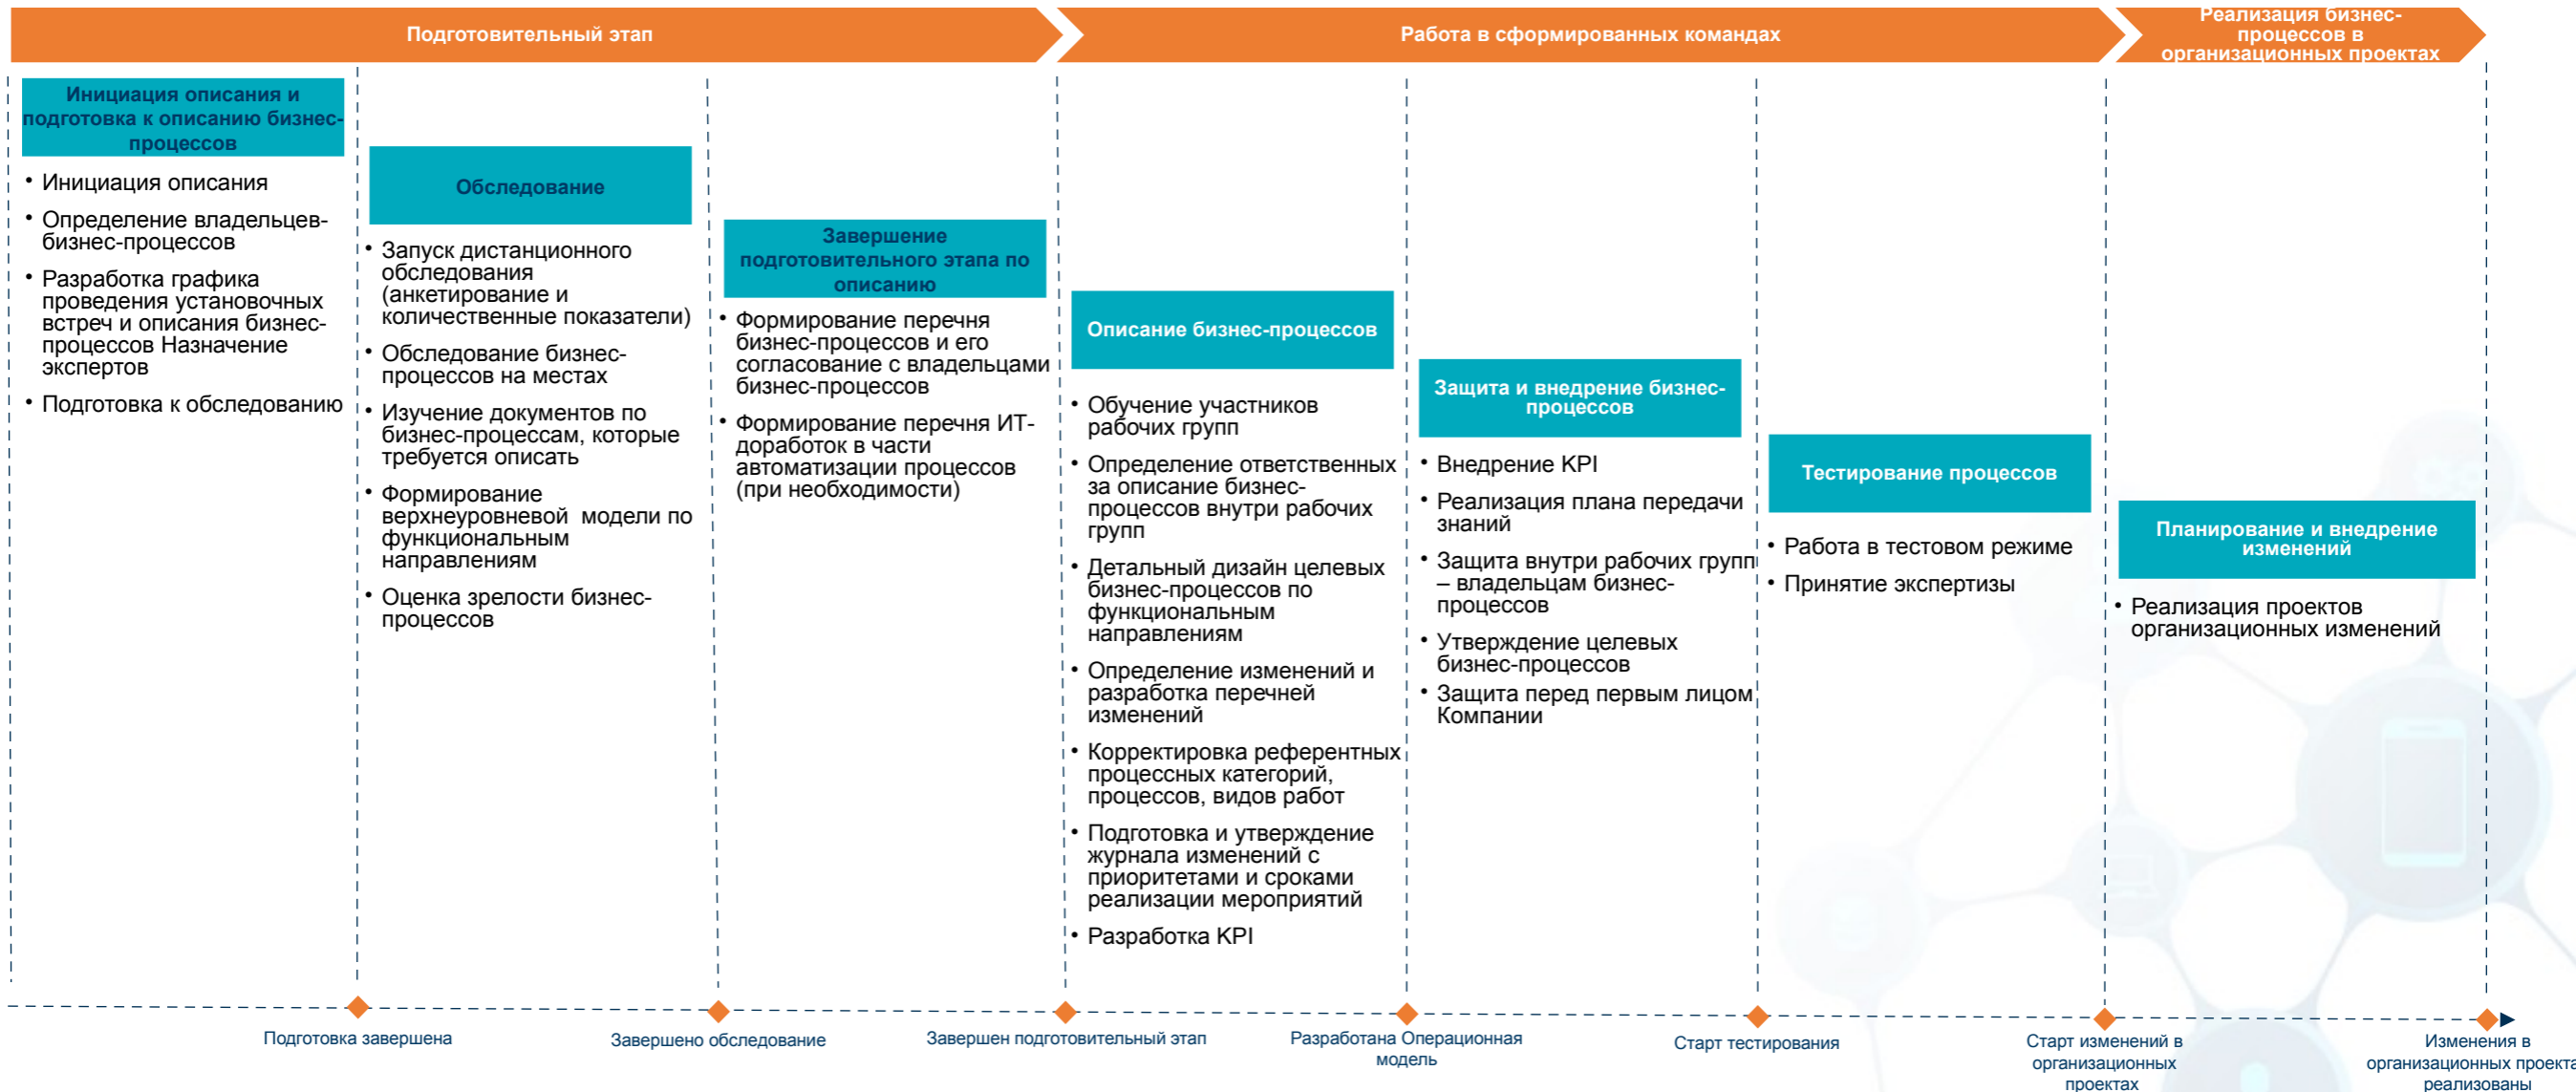 Подготовительный этап
Работа в сформированных командах
Реализация бизнес-
процессов в
организационных проектах
Инициация описания и
подготовка к описанию бизнес-
процессов
• Инициация описания
• Определение владельцев-
бизнес-процессов
• Разработка графика
проведения установочных
встреч и описания бизнес-
процессов Назначение
экспертов
• Подготовка к обследованию
Обследование
• Запуск дистанционного
обследования
(анкетирование и
количественные показатели)
• Обследование бизнес-
процессов на местах
• Изучение документов по
бизнес-процессам, которые
требуется описать
• Формирование
верхнеуровневой модели по
функциональным
направлениям
• Оценка зрелости бизнес-
процессов
Завершение
подготовительного этапа по
описанию
• Формирование перечня
бизнес-процессов и его
согласование с владельцами
бизнес-процессов
• Формирование перечня ИТ-
доработок в части
автоматизации процессов
(при необходимости)
Описание бизнес-процессов
• Обучение участников
рабочих групп
• Определение ответственных
за описание бизнес-
процессов внутри рабочих
групп
• Детальный дизайн целевых
бизнес-процессов по
функциональным
направлениям
• Определение изменений и
разработка перечней
изменений
• Корректировка референтных
процессных категорий,
процессов, видов работ
• Подготовка и утверждение
журнала изменений с
приоритетами и сроками
реализации мероприятий
• Разработка KPI
Защита и внедрение бизнес-
процессов
• Внедрение KPI
• Реализация плана передачи
знаний
• Защита внутри рабочих групп
– владельцам бизнес-
процессов
• Утверждение целевых
бизнес-процессов
• Защита перед первым лицом
Компании
Тестирование процессов
• Работа в тестовом режиме
• Принятие экспертизы
Планирование и внедрение
изменений
• Реализация проектов
организационных изменений
Подготовка завершена
Завершено обследование
Завершен подготовительный этап
Разработана Операционная
модель
Старт тестирования
Старт изменений в
организационных
проектах
Изменения в
организационных проекта
реализованы